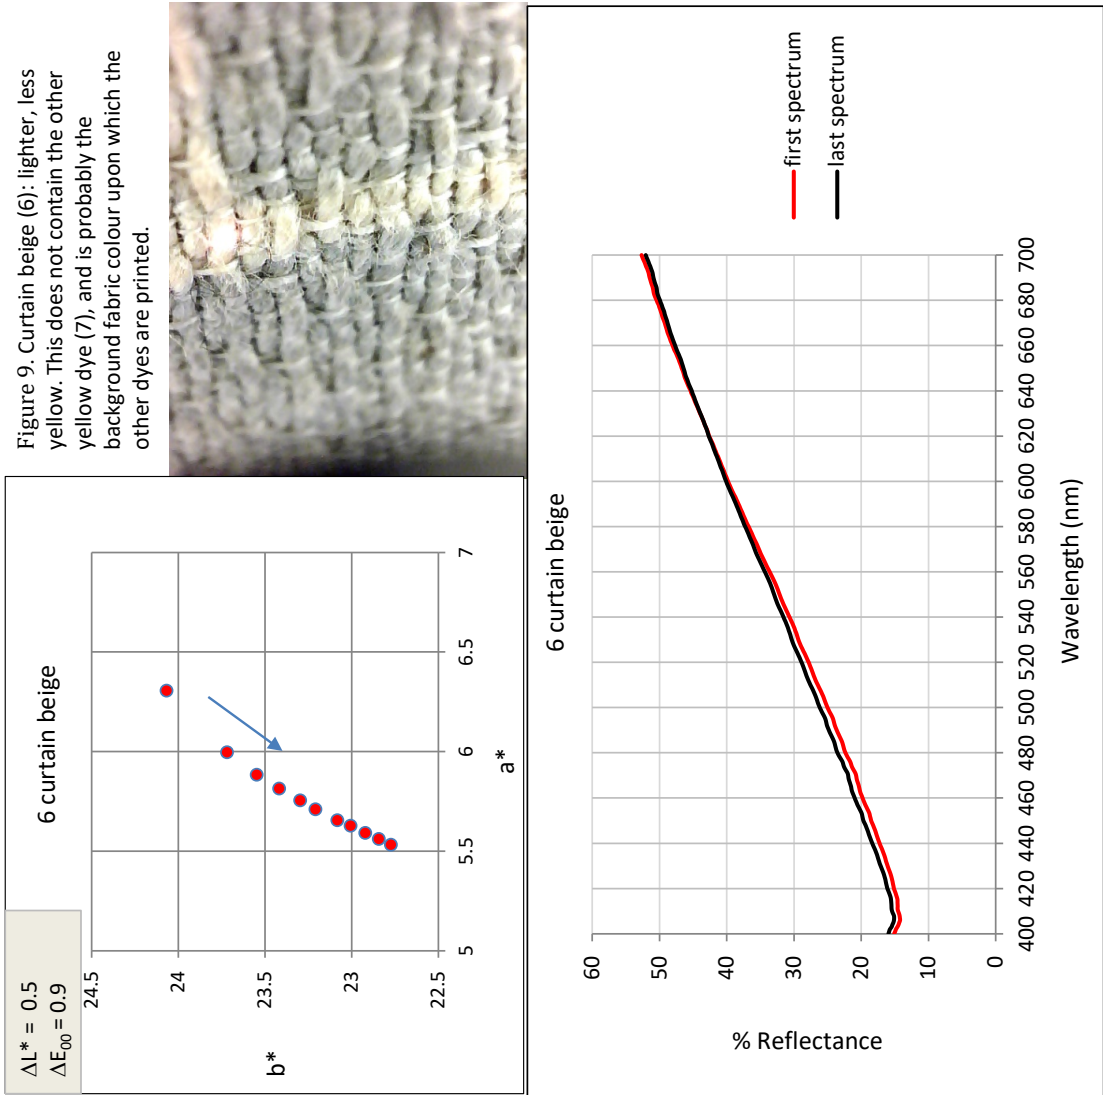 ΔL* = 0.5
ΔE00 = 0.9
6 curtain beige
24.5
24
23.5
23
22.5
b*
5
5.5
6
6.5
7
a*
Figure 9. Curtain beige (6): lighter, less
yellow. This does not contain the other
yellow dye (7), and is probably the
background fabric colour upon which the
other dyes are printed.
6 curtain beige
60
50
40
30
20
10
0
% Reflectance
400 420 440 460 480 500 520 540 560 580 600 620 640 660 680 700
Wavelength (nm)
first spectrum
last spectrum